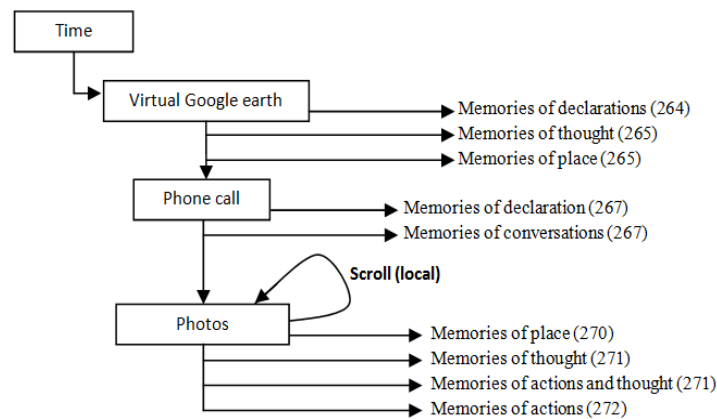 Time
Virtual Google earth
Memories of declarations (264)
Memories of thought (265)
Memories of place (265)
Phone call
Memories of declaration (267)
Memories of conversations (267)
Scroll (local)
Photos
Memories of place (270)
Memories of thought (271)
Memories of actions and thought (271)
Memories of actions (272)